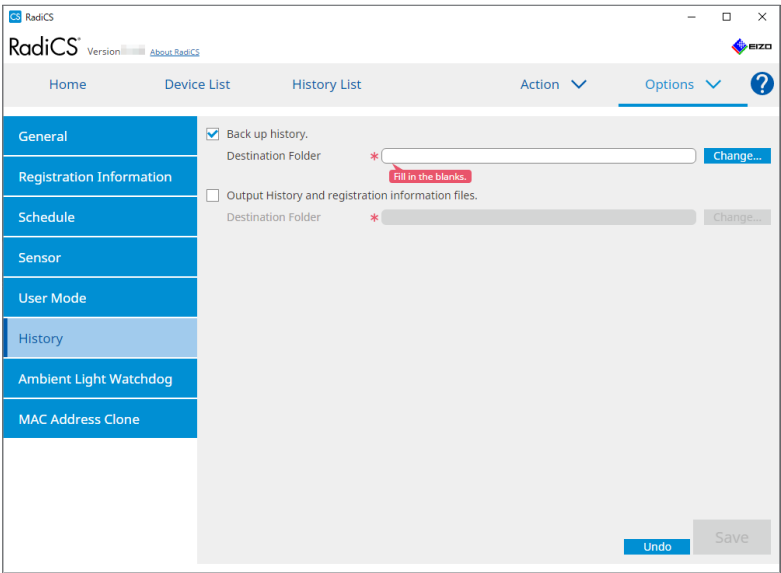 CS RadiCS
RadiCS Version About RadiCS EIZO
Home Device List History List Action Options ?
General
Registration Information
Schedule
Sensor
User Mode
History
Ambient Light Watchdog
MAC Address Clone
Back up history.
Destination Folder * Change...
Fill in the blanks.
Output History and registration information files.
Destination Folder * Change...
Undo Save